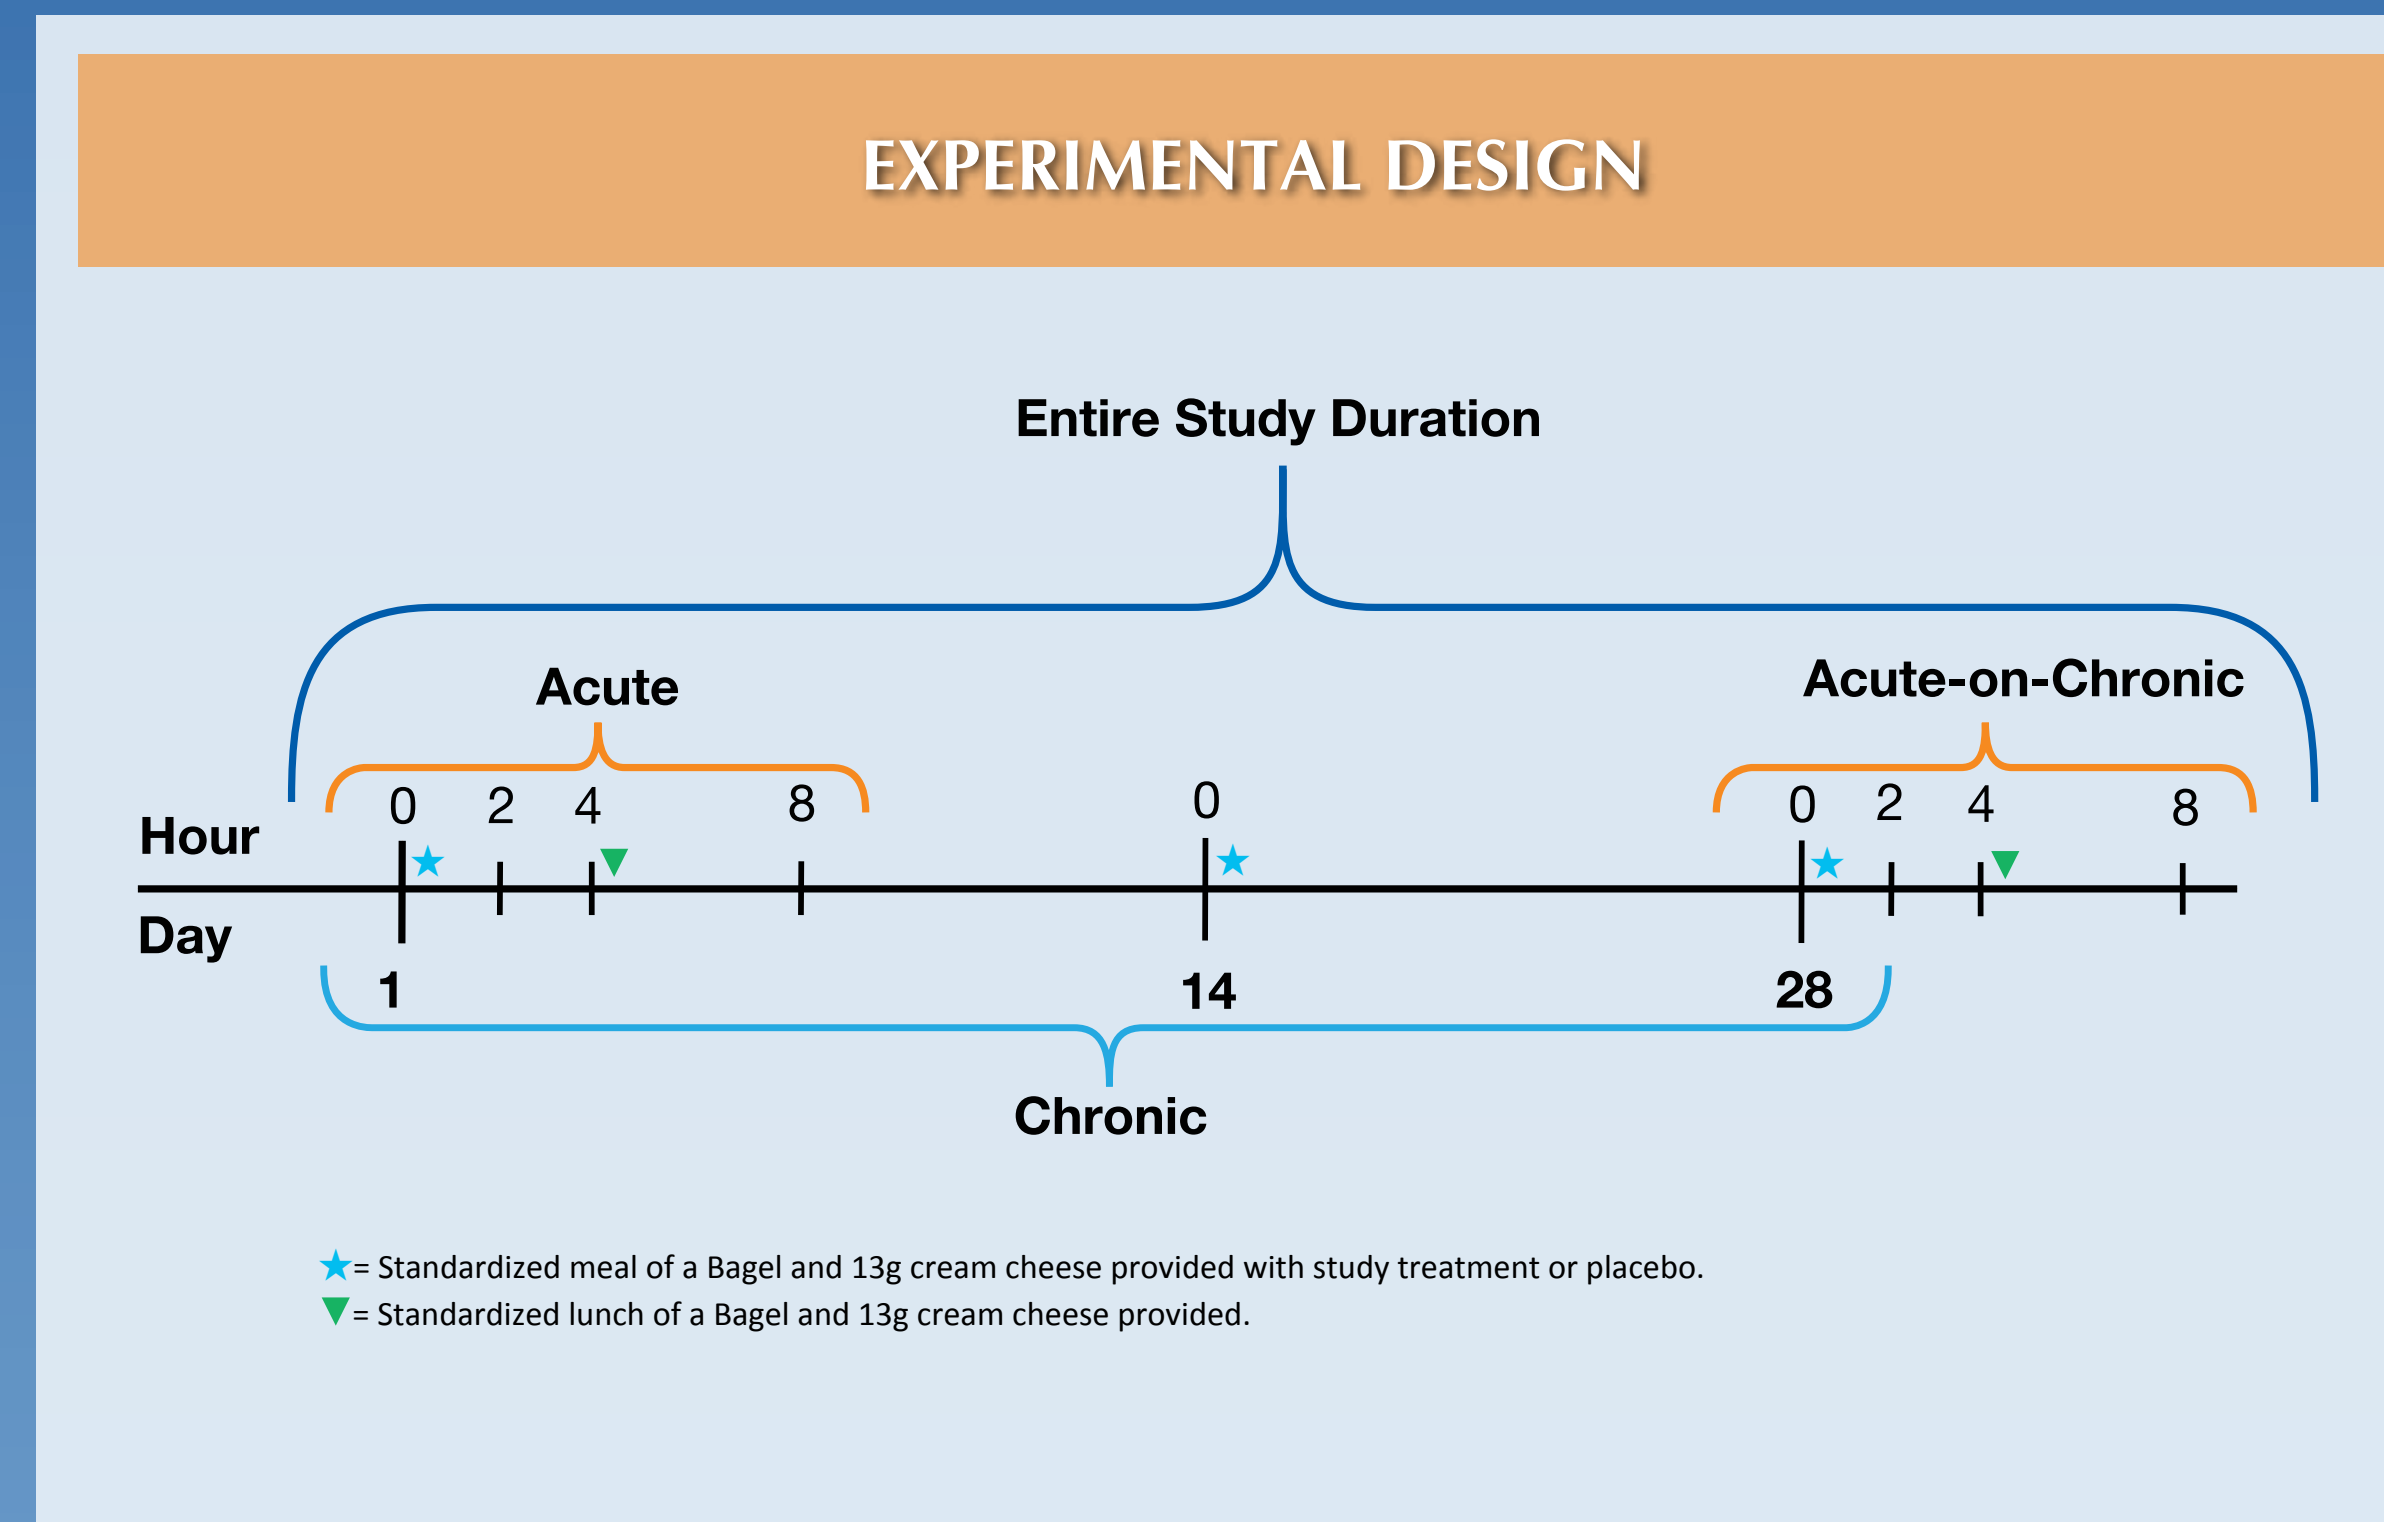 EXPERIMENTAL DESIGN
Entire Study Duration
Acute
Acute-on-Chronic
Hour 0 2 4 8 0 0 2 4 8
Day 1 14 28
Chronic
= Standardized meal of a Bagel and 13g cream cheese provided with study treatment or placebo.
= Standardized lunch of a Bagel and 13g cream cheese provided.